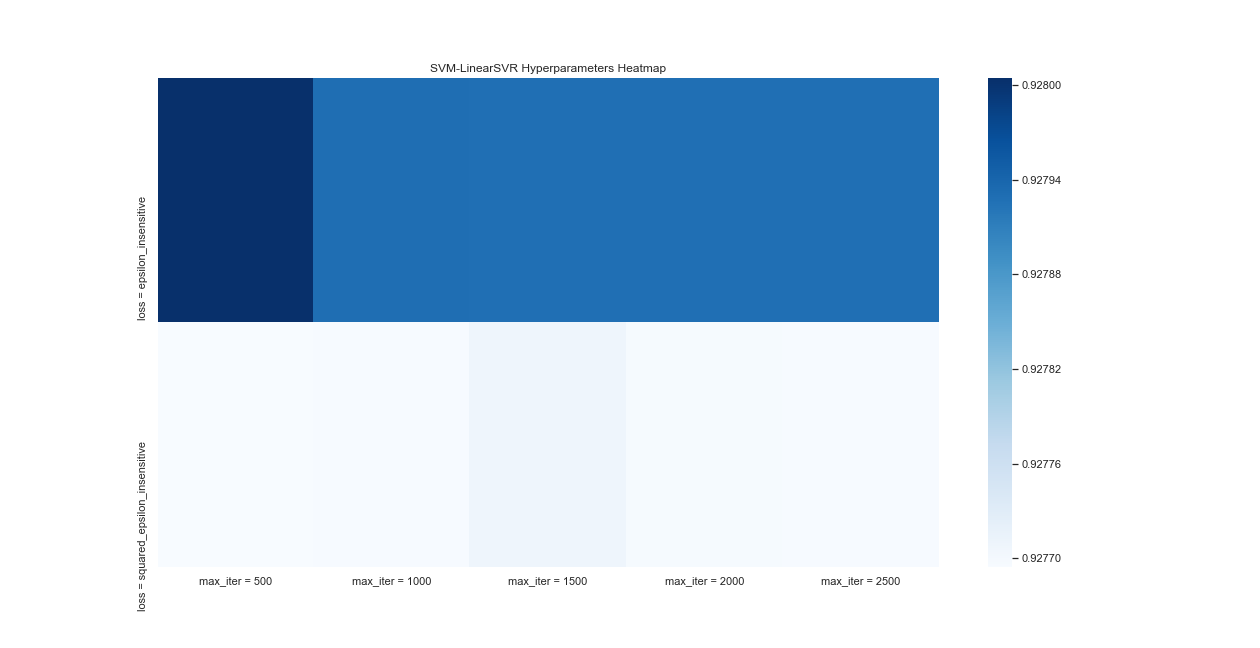 SVM-LinearSVR Hyperparameters Heatmap
loss = epsilon_insensitive
loss = squared_epsilon_insensitive
max_iter = 500
max_iter = 1000
max_iter = 1500
max_iter = 2000
max_iter = 2500
0.92800
0.92794
0.92788
0.92782
0.92776
0.92770